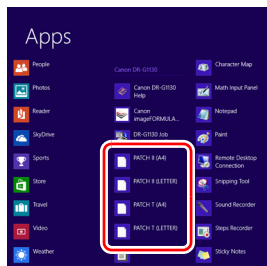 Apps
People
Photos
Reader
SkyDrive
Sports
Store
Travel
Video
Weather
Canon DR-G1130
Canon DR-G1130
Help
Canon
imageFORMULA...
DR-G1130 Job
PATCH II (A4)
PATCH II (LETTER)
PATCH T (A4)
PATCH T (LETTER)
Character Map
Math Input Panel
Notepad
Paint
Remote Desktop
Connection
Snipping Tool
Sound Recorder
Steps Recorder
Sticky Notes